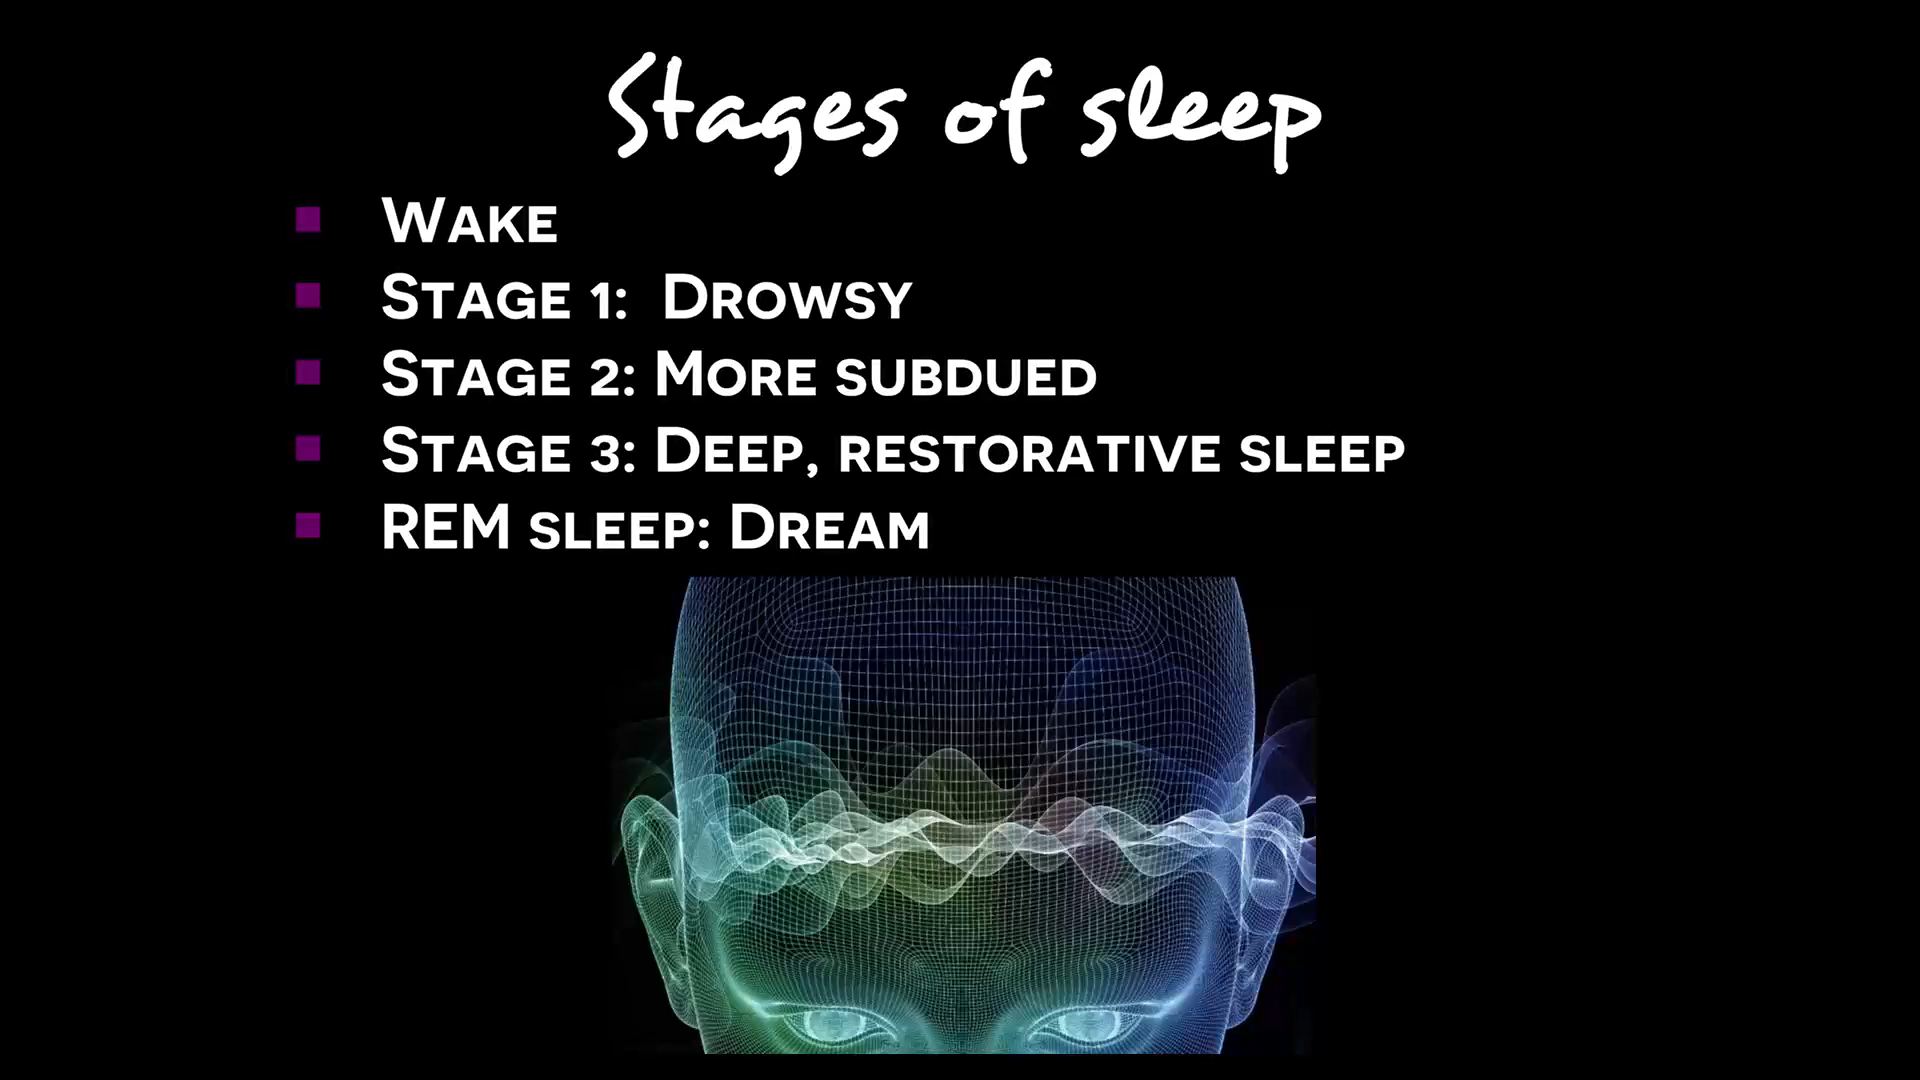 Stages of sleep
Wake
Stage 1: Drowsy
Stage 2: More subdued
Stage 3: Deep, restorative sleep
REM sleep: Dream